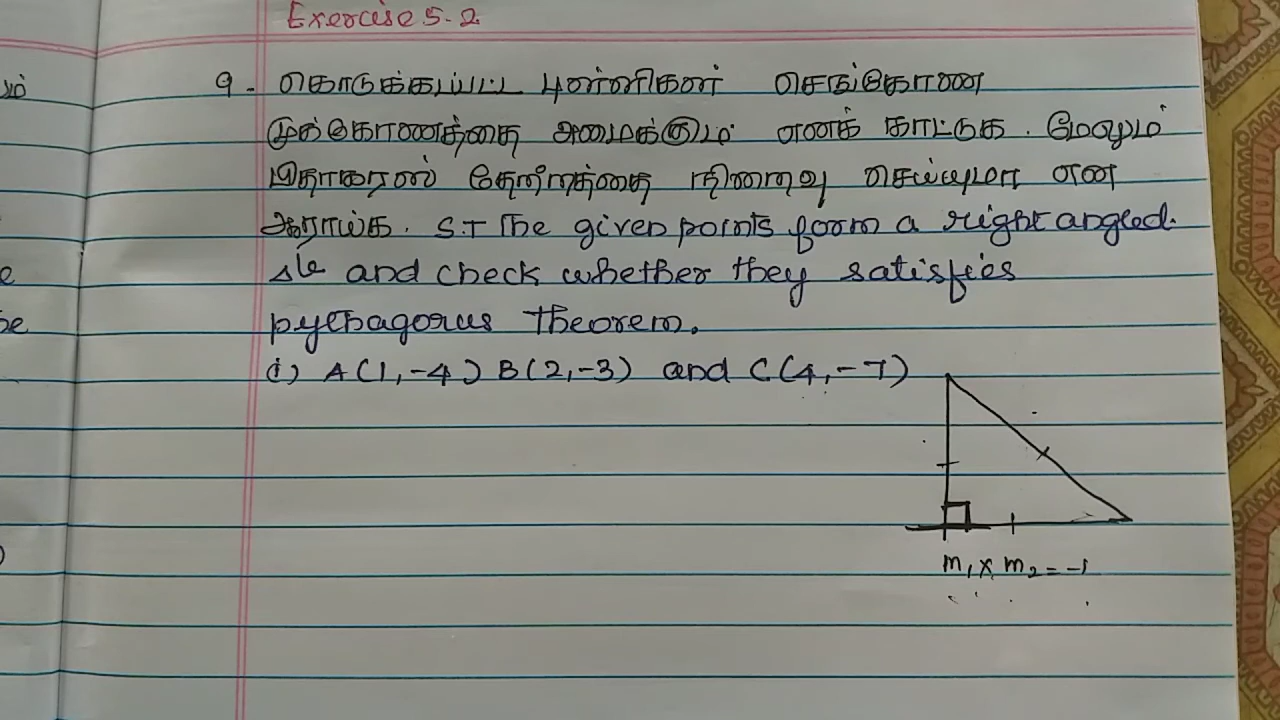 Exercise 5.2
9. கொடுக்கப்பட்ட புள்ளிகள் செங்கோண
முக்கோணத்தை அமைக்கும் எனக் காட்டுக. மேலும்
பிதாகரஸ் தேற்றத்தை நிறைவு செய்யுமா என
ஆராய்க. S.T the given points form a right angled.
Δle and check whether they satisfies
pythagorus theorem.
(i) A(1,-4) B(2,-3) and C(4,-7)
m₁ x m₂ = -1